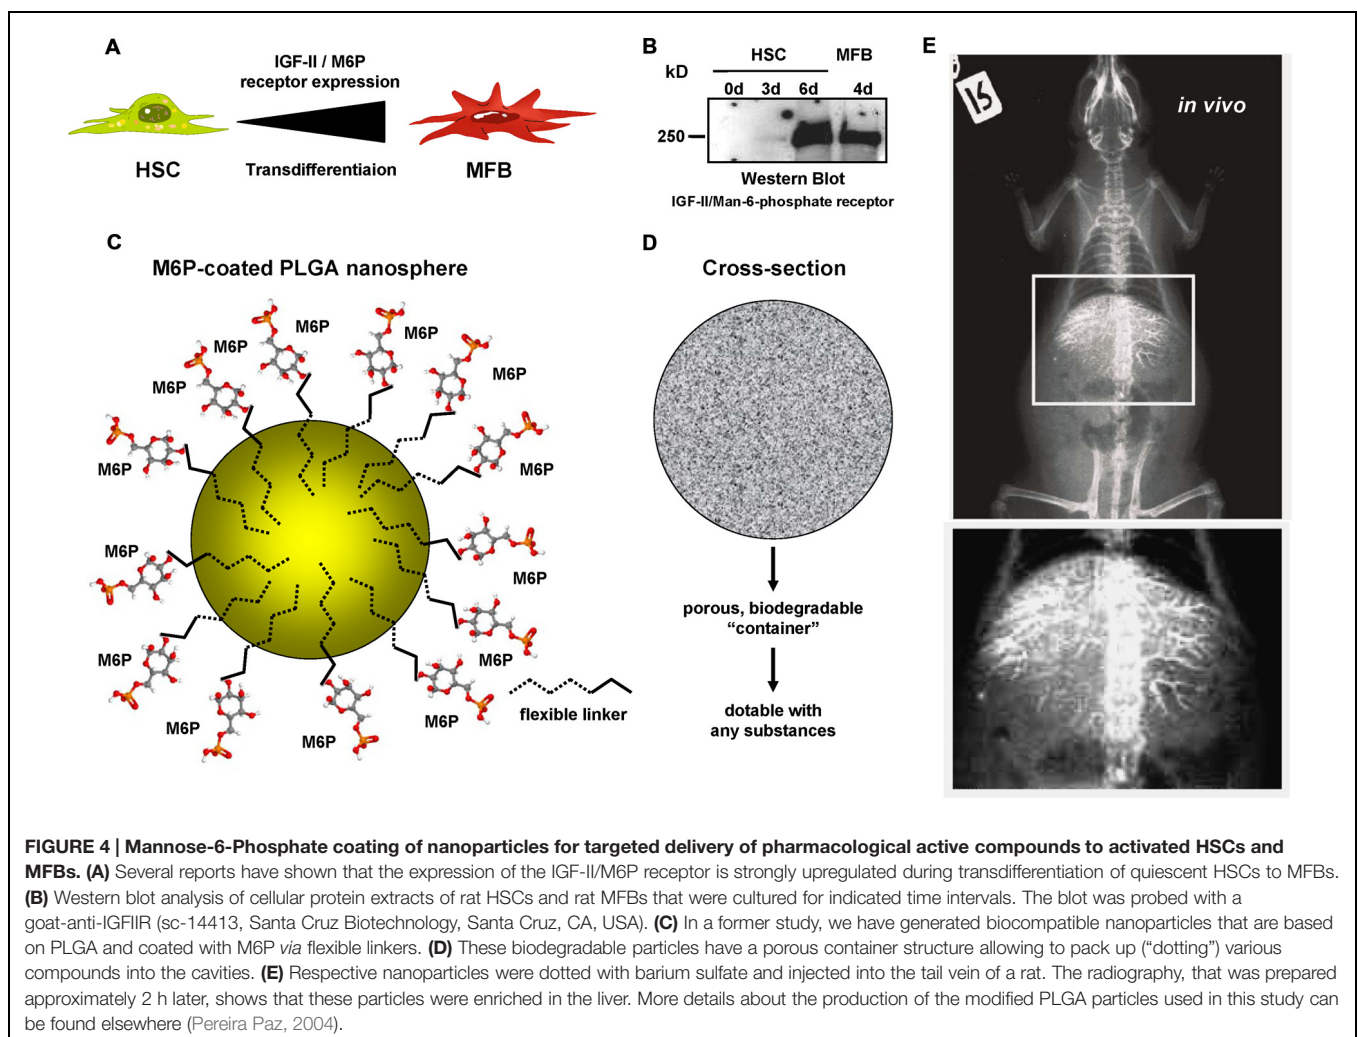 A
IGF-II / M6P
receptor expression
HSC
Transdifferentiaion
MFB
B
HSC
MFB
kD
0d
3d
6d
4d
250
Western Blot
IGF-II/Man-6-phosphate receptor
C
M6P-coated PLGA nanosphere
M6P
M6P
M6P
M6P
M6P
M6P
M6P
M6P
M6P
M6P
M6P
M6P
M6P
M6P
flexible linker
D
Cross-section
porous, biodegradable
“container”
dotable with
any substances
E
15
in vivo
FIGURE 4 | Mannose-6-Phosphate coating of nanoparticles for targeted delivery of pharmacological active compounds to activated HSCs and
MFBs. (A) Several reports have shown that the expression of the IGF-II/M6P receptor is strongly upregulated during transdifferentiation of quiescent HSCs to MFBs.
(B) Western blot analysis of cellular protein extracts of rat HSCs and rat MFBs that were cultured for indicated time intervals. The blot was probed with a
goat-anti-IGFIIR (sc-14413, Santa Cruz Biotechnology, Santa Cruz, CA, USA). (C) In a former study, we have generated biocompatible nanoparticles that are based
on PLGA and coated with M6P via flexible linkers. (D) These biodegradable particles have a porous container structure allowing to pack up (“dotting”) various
compounds into the cavities. (E) Respective nanoparticles were dotted with barium sulfate and injected into the tail vein of a rat. The radiography, that was prepared
approximately 2 h later, shows that these particles were enriched in the liver. More details about the production of the modified PLGA particles used in this study can
be found elsewhere (Pereira Paz, 2004).